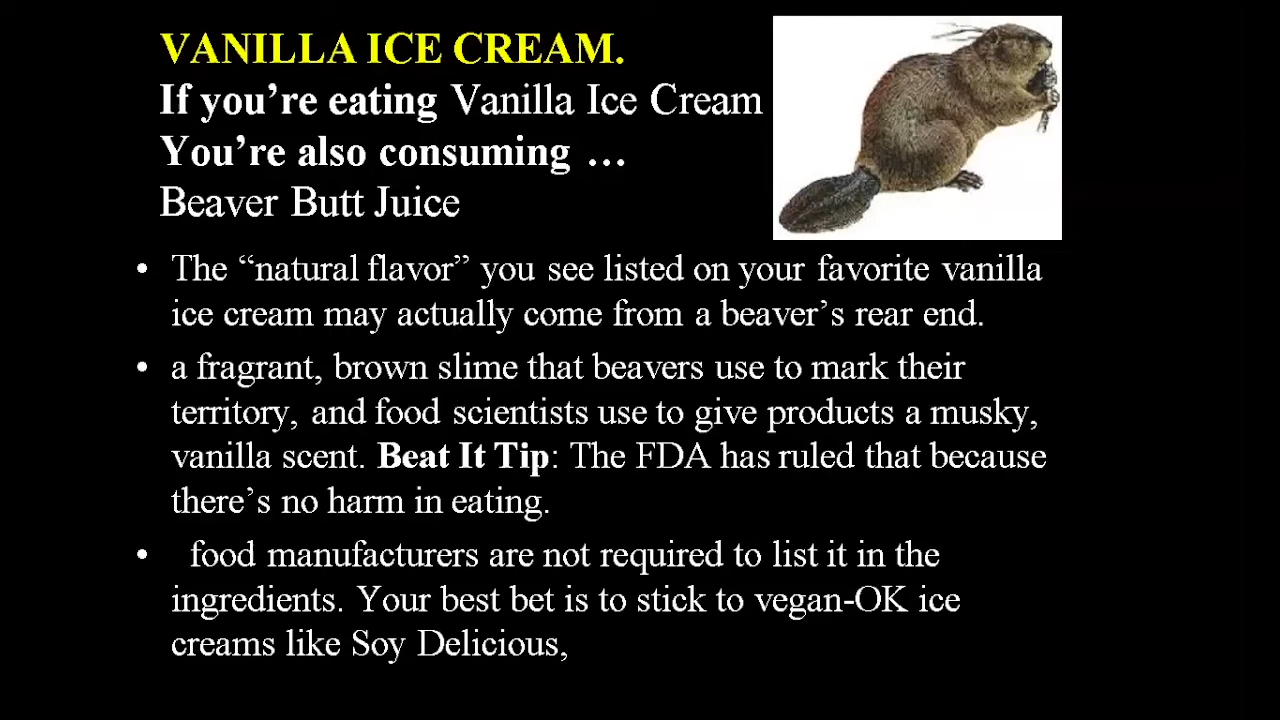 VANILLA ICE CREAM.
If you’re eating Vanilla Ice Cream
You’re also consuming …
Beaver Butt Juice
• The “natural flavor” you see listed on your favorite vanilla
ice cream may actually come from a beaver’s rear end.
• a fragrant, brown slime that beavers use to mark their
territory, and food scientists use to give products a musky,
vanilla scent. Beat It Tip: The FDA has ruled that because
there’s no harm in eating.
• food manufacturers are not required to list it in the
ingredients. Your best bet is to stick to vegan-OK ice
creams like Soy Delicious,